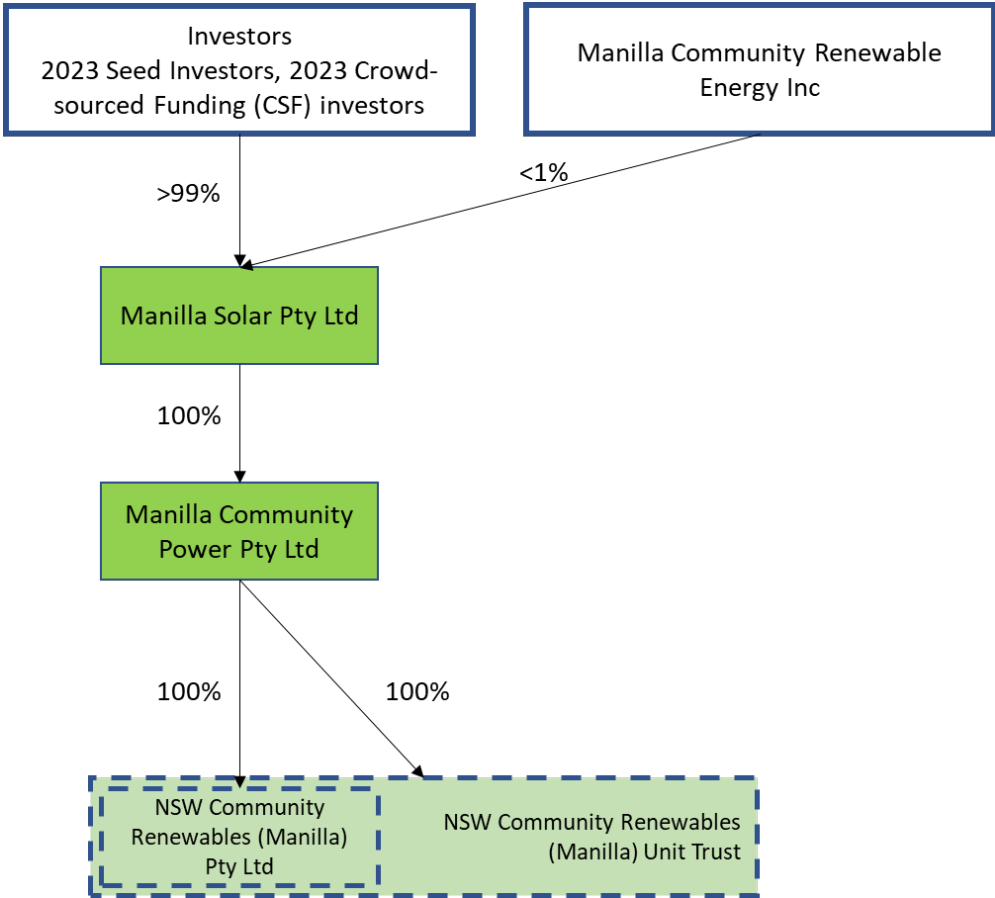 Investors
2023 Seed Investors, 2023 Crowd-
sourced Funding (CSF) investors
Manilla Community Renewable
Energy Inc
>99%
<1%
Manilla Solar Pty Ltd
100%
Manilla Community
Power Pty Ltd
100%
100%
NSW Community
Renewables (Manilla)
Pty Ltd
NSW Community Renewables
(Manilla) Unit Trust